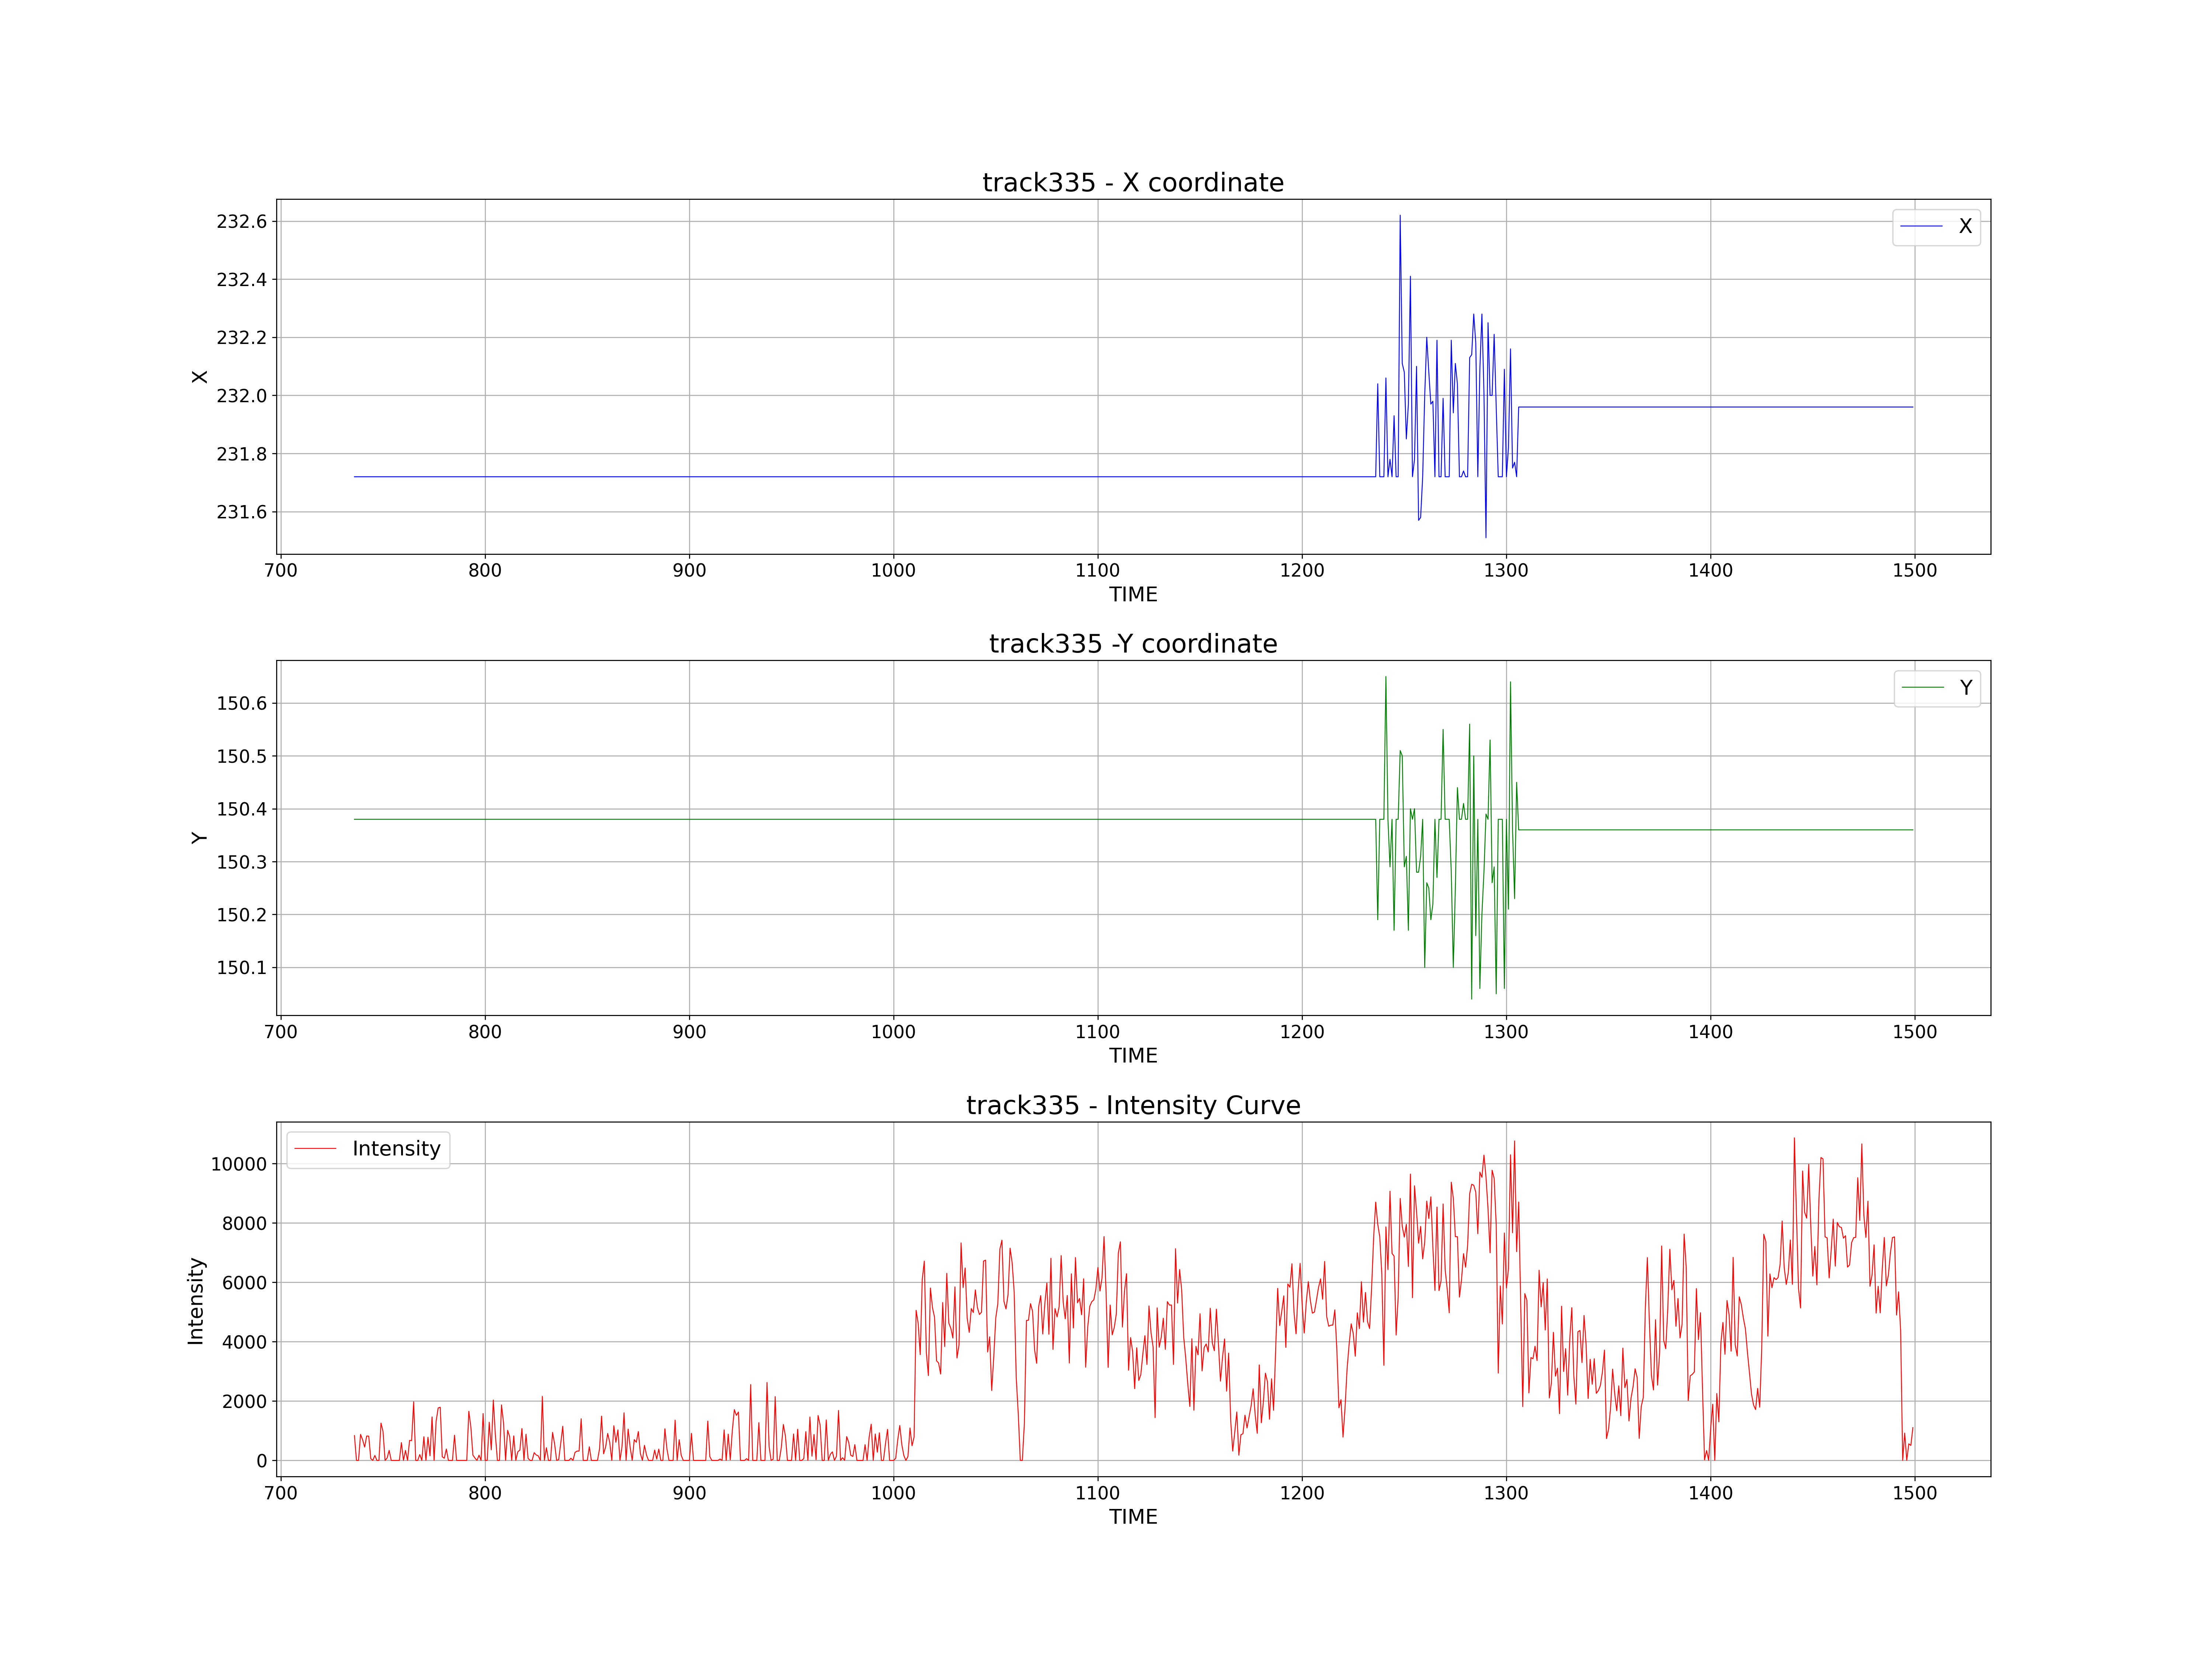 track335 - X coordinate
X
232.6
232.4
232.2
232.0
231.8
231.6
X
700 800 900 1000 1100 1200 1300 1400 1500
TIME
track335 -Y coordinate
Y
150.6
150.5
150.4
150.3
150.2
150.1
Y
700 800 900 1000 1100 1200 1300 1400 1500
TIME
track335 - Intensity Curve
Intensity
10000
8000
6000
4000
2000
0
Intensity
700 800 900 1000 1100 1200 1300 1400 1500
TIME